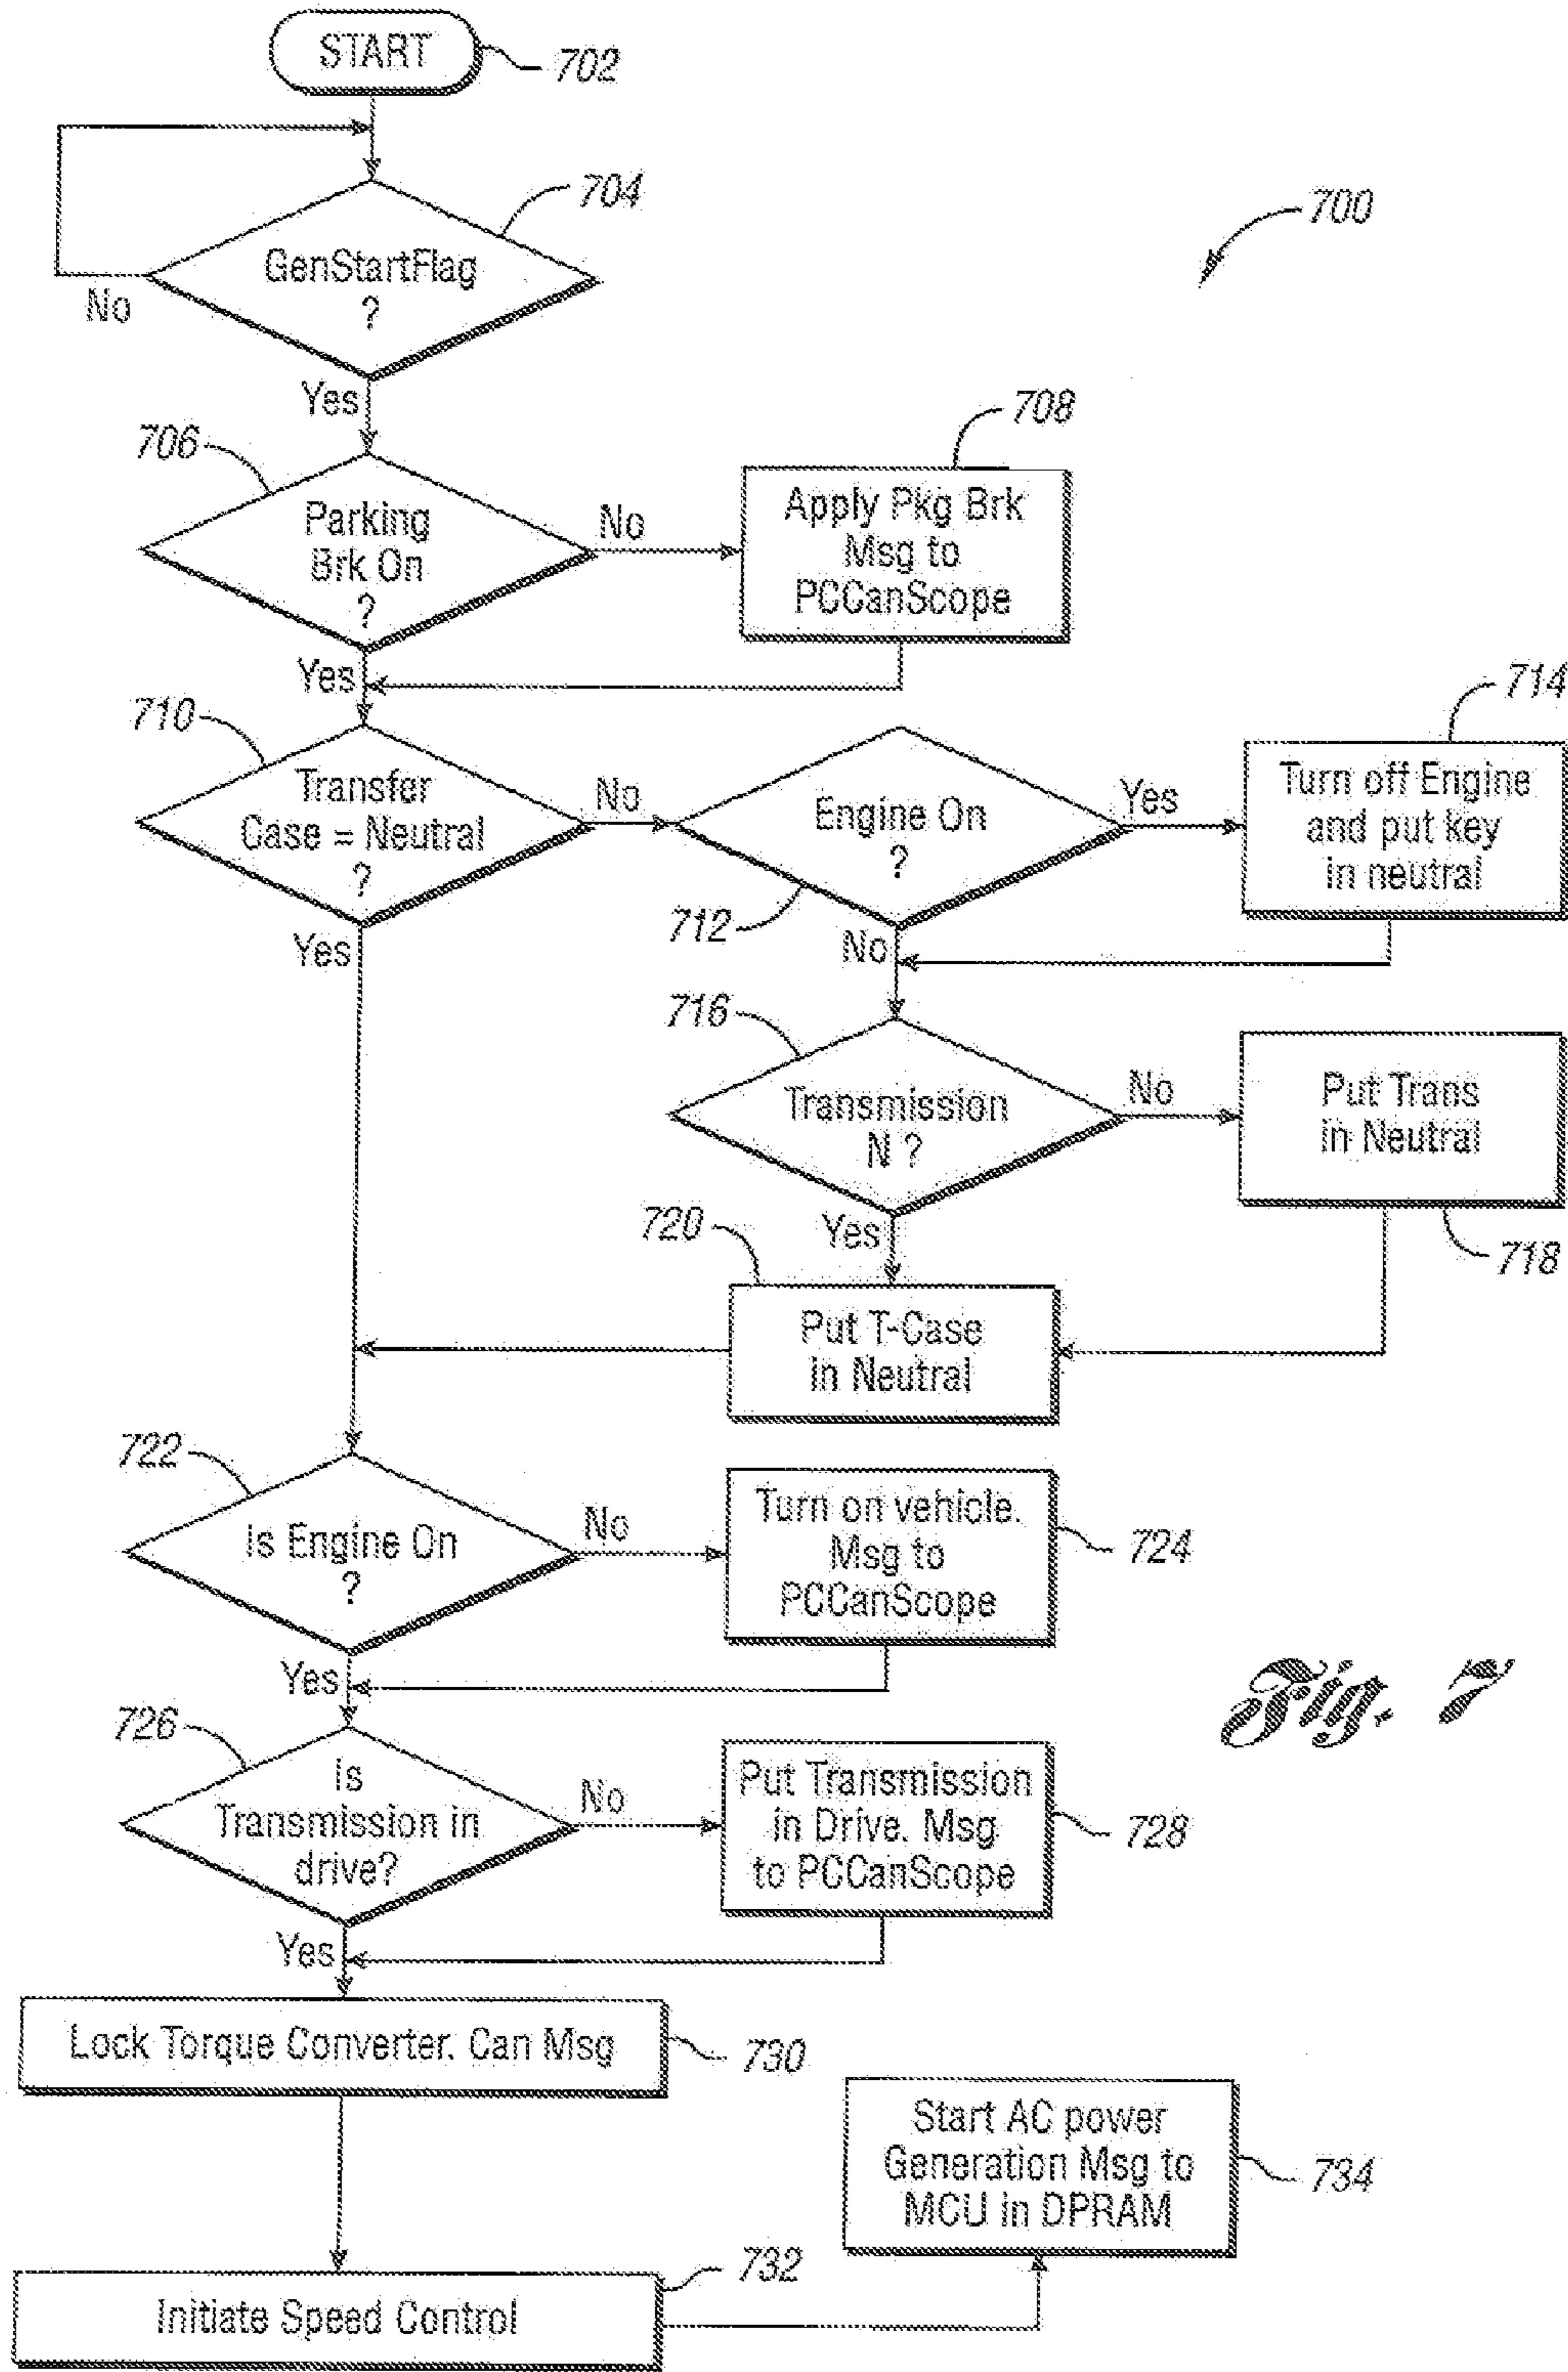 START
702
704
700
GenStartFlag
?
No
Yes
708
706
Parking
Brk On
?
No
Apply Pkg Brk
Msg to
PCCanScope
Yes
714
710
Transfer
Case = Neutral
?
No
Engine On
?
Yes
Turn off Engine
and put key
in neutral
712
Yes
No
716
Transmission
N ?
No
Put Trans
in Neutral
720
Yes
718
Put T-Case
in Neutral
722
Is Engine On
?
No
Turn on vehicle.
Msg to
PCCanScope
724
Yes
Fig. 7
726
Is
Transmission in
drive?
No
Put Transmission
in Drive. Msg
to PCCanScope
728
Yes
Lock Torque Converter. Can Msg
730
Start AC power
Generation Msg to
MCU in DPRAM
734
732
Initiate Speed Control